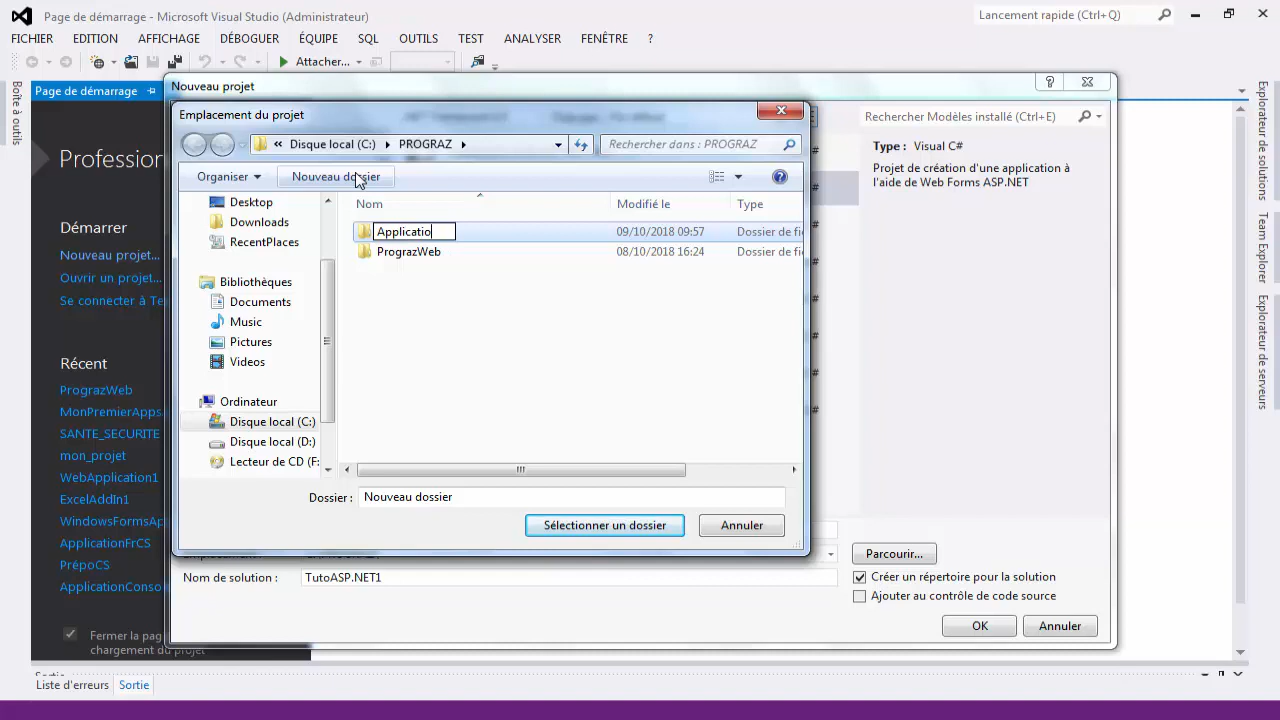 Page de démarrage - Microsoft Visual Studio (Administrateur)
Lancement rapide (Ctrl+Q)
FICHIER EDITION AFFICHAGE DÉBOGUER ÉQUIPE SQL OUTILS TEST ANALYSER FENÊTRE ?
Attacher...
Boîte à outils
Page de démarrage
Nouveau projet
Emplacement du projet
Rechercher Modèles installé (Ctrl+E)
« Disque local (C:) PROGRAZ
Rechercher dans : PROGRAZ
Type : Visual C#
Projet de création d'une application à
l'aide de Web Forms ASP.NET
Organiser
Nouveau dossier
Nom Modifié le Type
Applicatio 09/10/2018 09:57 Dossier de fi
PrograzWeb 08/10/2018 16:24 Dossier de fi
Desktop
Downloads
RecentPlaces
Bibliothèques
Documents
Music
Pictures
Videos
Ordinateur
Disque local (C:)
Disque local (D:)
Lecteur de CD (F:
Dossier : Nouveau dossier
Sélectionner un dossier Annuler
Parcourir...
Nom de solution : TutoASP.NET1
Créer un répertoire pour la solution
Ajouter au contrôle de code source
OK Annuler
Profession
Démarrer
Nouveau projet...
Ouvrir un projet...
Se connecter à Te
Récent
PrograzWeb
MonPremierApps
SANTE_SECURITE
mon_projet
WebApplication1
ExcelAddIn1
WindowsFormsAp
ApplicationFrCS
PrépoCS
ApplicationConso
Fermer la pag
chargement du projet
Explorateur de solutions
Team Explorer
Explorateur de serveurs
Sortie
Liste d'erreurs Sortie